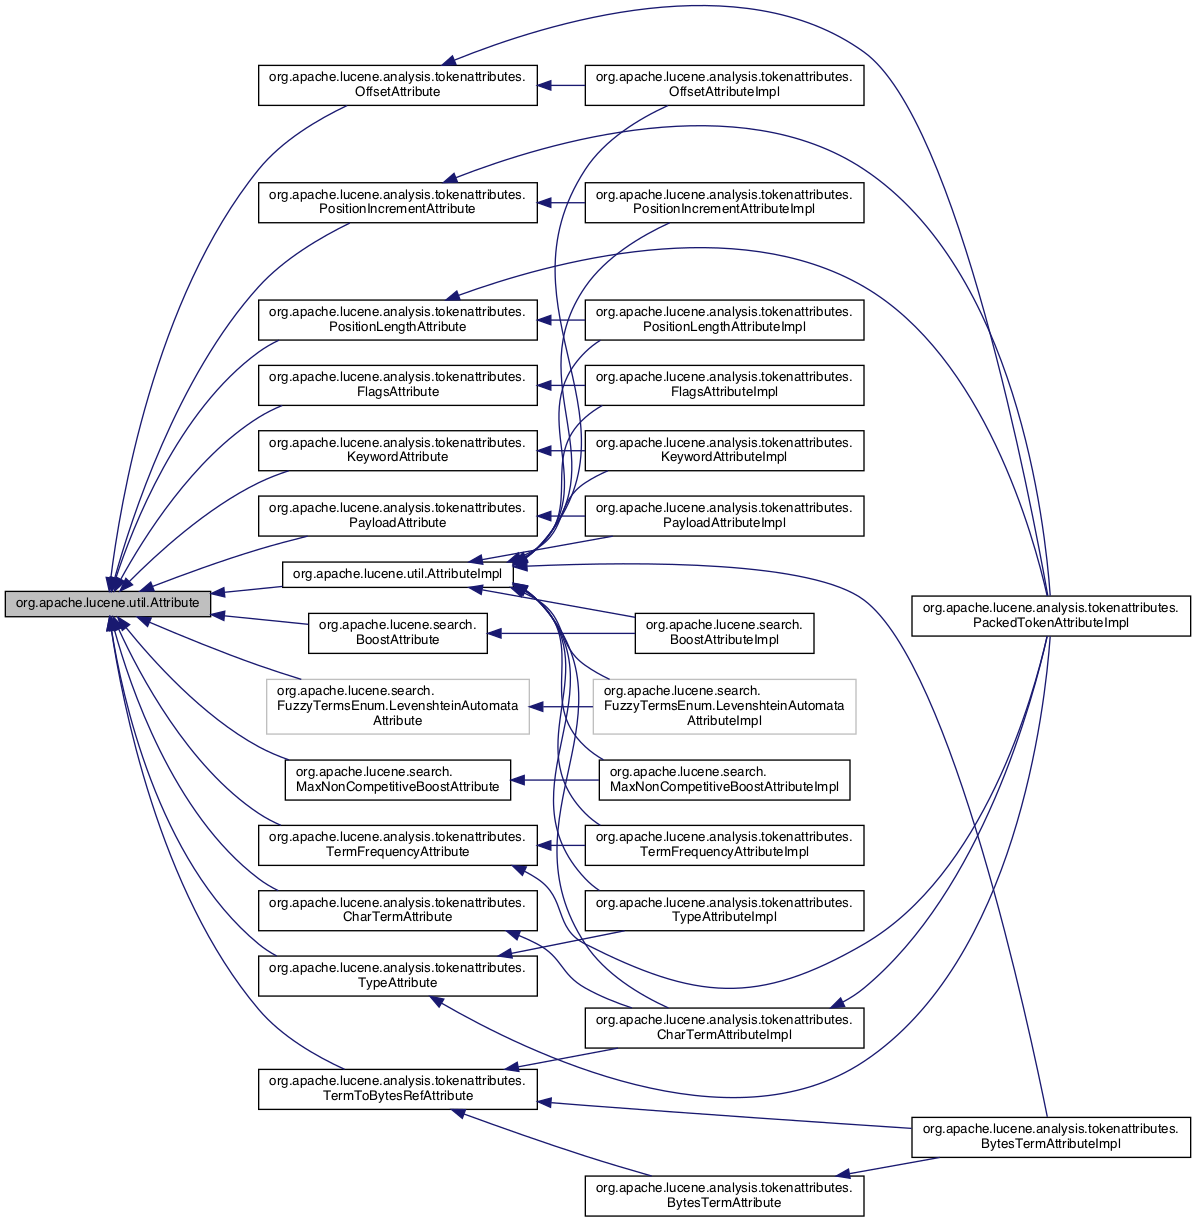 org.apache.lucene.analysis.tokenattributes.
OffsetAttribute
org.apache.lucene.analysis.tokenattributes.
OffsetAttributeImpl
org.apache.lucene.analysis.tokenattributes.
PositionIncrementAttribute
org.apache.lucene.analysis.tokenattributes.
PositionIncrementAttributeImpl
org.apache.lucene.analysis.tokenattributes.
PositionLengthAttribute
org.apache.lucene.analysis.tokenattributes.
PositionLengthAttributeImpl
org.apache.lucene.analysis.tokenattributes.
FlagsAttribute
org.apache.lucene.analysis.tokenattributes.
FlagsAttributeImpl
org.apache.lucene.analysis.tokenattributes.
KeywordAttribute
org.apache.lucene.analysis.tokenattributes.
KeywordAttributeImpl
org.apache.lucene.analysis.tokenattributes.
PayloadAttribute
org.apache.lucene.analysis.tokenattributes.
PayloadAttributeImpl
org.apache.lucene.util.AttributeImpl
org.apache.lucene.util.Attribute
org.apache.lucene.analysis.tokenattributes.
PackedTokenAttributeImpl
org.apache.lucene.search.
BoostAttribute
org.apache.lucene.search.
BoostAttributeImpl
org.apache.lucene.search.
FuzzyTermsEnum.LevenshteinAutomata
Attribute
org.apache.lucene.search.
FuzzyTermsEnum.LevenshteinAutomata
AttributeImpl
org.apache.lucene.search.
MaxNonCompetitiveBoostAttribute
org.apache.lucene.search.
MaxNonCompetitiveBoostAttributeImpl
org.apache.lucene.analysis.tokenattributes.
TermFrequencyAttribute
org.apache.lucene.analysis.tokenattributes.
TermFrequencyAttributeImpl
org.apache.lucene.analysis.tokenattributes.
CharTermAttribute
org.apache.lucene.analysis.tokenattributes.
TypeAttributeImpl
org.apache.lucene.analysis.tokenattributes.
TypeAttribute
org.apache.lucene.analysis.tokenattributes.
CharTermAttributeImpl
org.apache.lucene.analysis.tokenattributes.
TermToBytesRefAttribute
org.apache.lucene.analysis.tokenattributes.
BytesTermAttributeImpl
org.apache.lucene.analysis.tokenattributes.
BytesTermAttribute